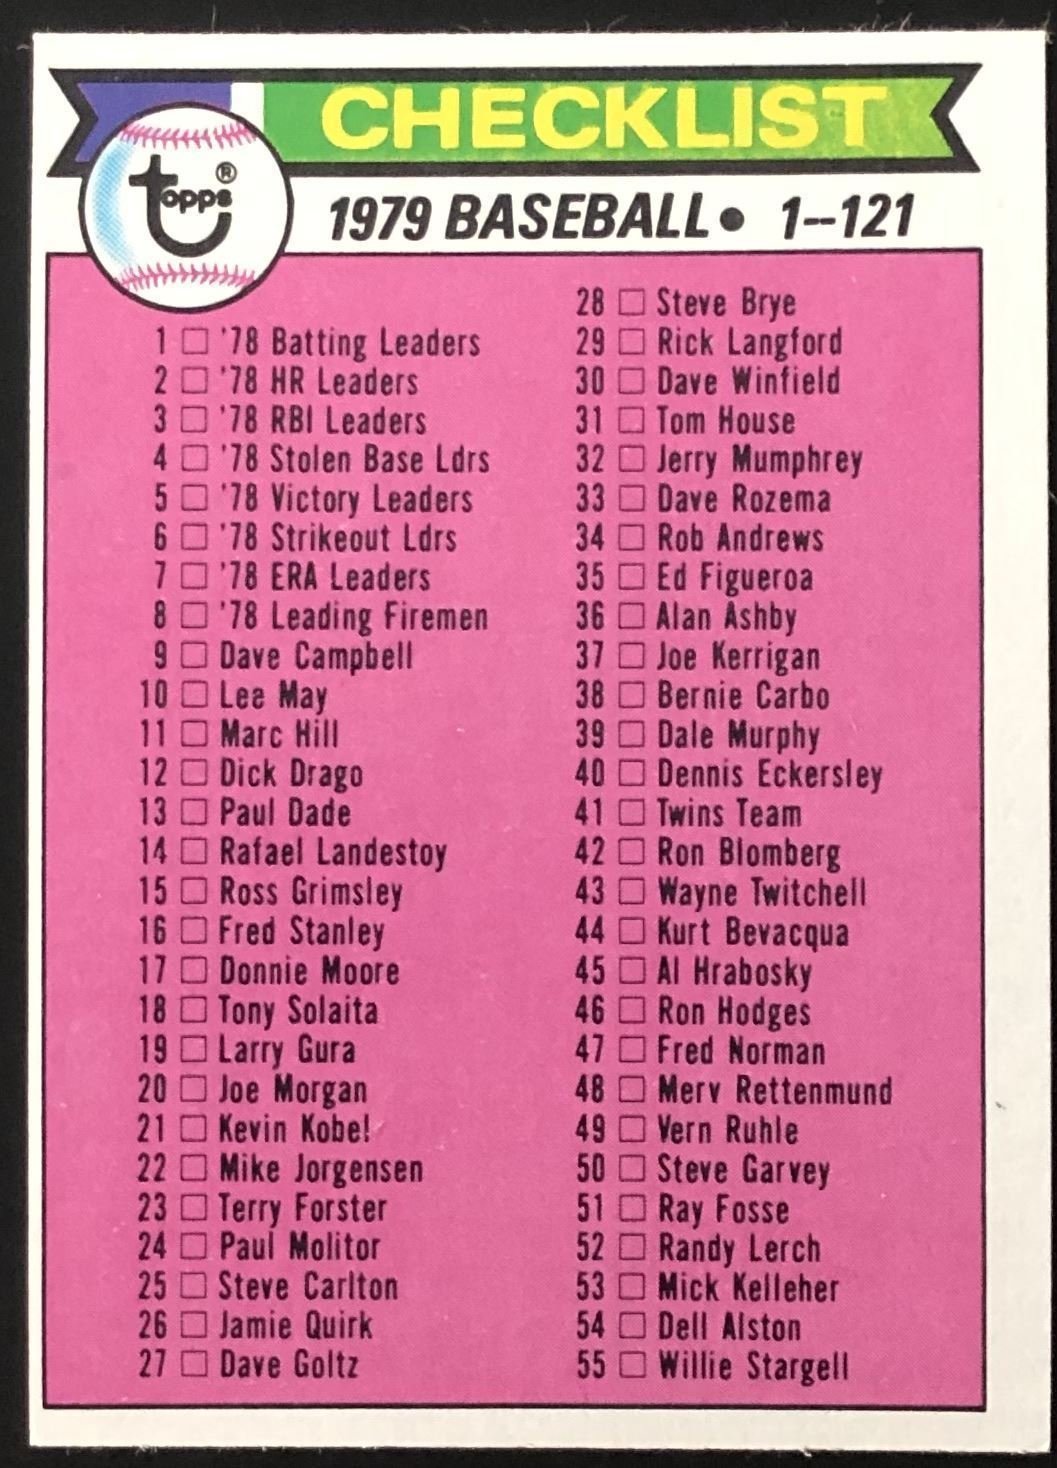 CHECKLIST
topps ®
1979 BASEBALL • 1--121
1 □ '78 Batting Leaders
2 □ '78 HR Leaders
3 □ '78 RBI Leaders
4 □ '78 Stolen Base Ldrs
5 □ '78 Victory Leaders
6 □ '78 Strikeout Ldrs
7 □ '78 ERA Leaders
8 □ '78 Leading Firemen
9 □ Dave Campbell
10 □ Lee May
11 □ Marc Hill
12 □ Dick Drago
13 □ Paul Dade
14 □ Rafael Landestoy
15 □ Ross Grimsley
16 □ Fred Stanley
17 □ Donnie Moore
18 □ Tony Solaita
19 □ Larry Gura
20 □ Joe Morgan
21 □ Kevin Kobel
22 □ Mike Jorgensen
23 □ Terry Forster
24 □ Paul Molitor
25 □ Steve Carlton
26 □ Jamie Quirk
27 □ Dave Goltz
28 □ Steve Brye
29 □ Rick Langford
30 □ Dave Winfield
31 □ Tom House
32 □ Jerry Mumphrey
33 □ Dave Rozema
34 □ Rob Andrews
35 □ Ed Figueroa
36 □ Alan Ashby
37 □ Joe Kerrigan
38 □ Bernie Carbo
39 □ Dale Murphy
40 □ Dennis Eckersley
41 □ Twins Team
42 □ Ron Blomberg
43 □ Wayne Twitchell
44 □ Kurt Bevacqua
45 □ Al Hrabosky
46 □ Ron Hodges
47 □ Fred Norman
48 □ Merv Rettenmund
49 □ Vern Ruhle
50 □ Steve Garvey
51 □ Ray Fosse
52 □ Randy Lerch
53 □ Mick Kelleher
54 □ Dell Alston
55 □ Willie Stargell